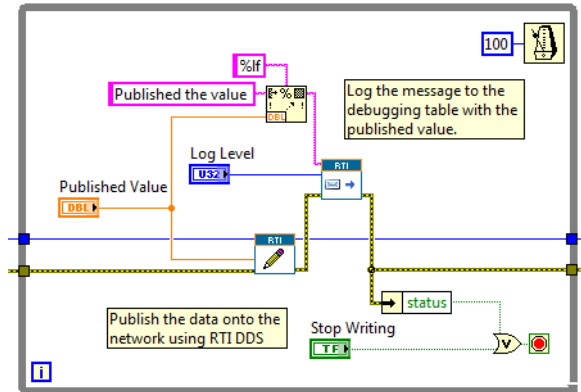 100
%lf
Published the value
Log the message to the
debugging table with the
published value.
DBL
Log Level
U32
RTI
Published Value
DBL
RTI
status
Publish the data onto the
network using RTI DDS
Stop Writing
TF
V
i